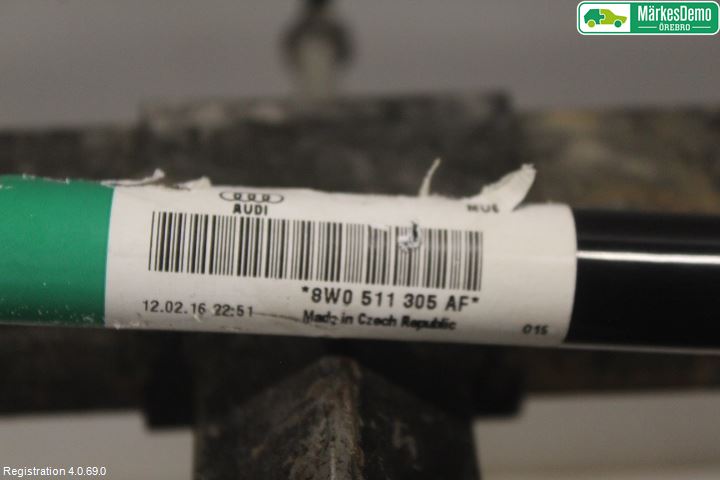 MärkesDemo
ÖREBRO
AUDI
*8W0 511 305 AF*
12.02.16 22:51
Made in Czech Republic
015
Registration 4.0.69.0